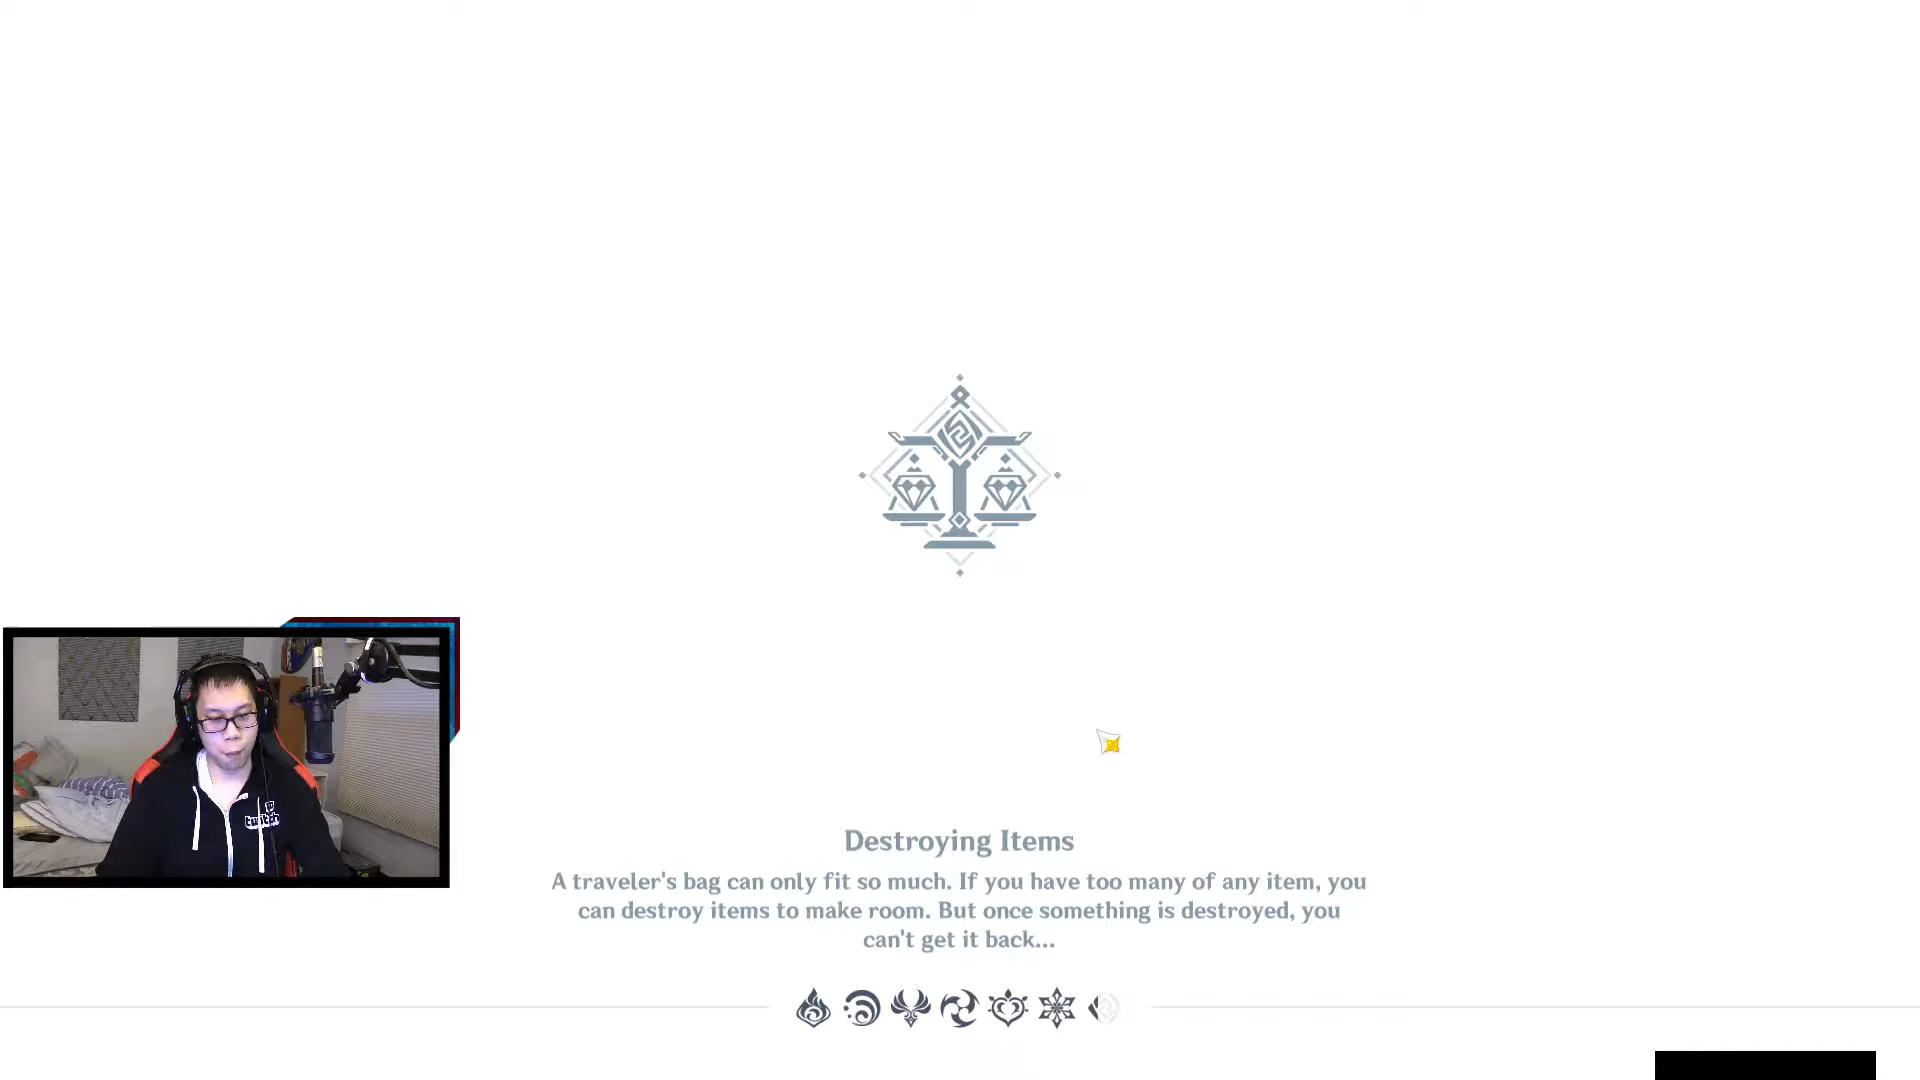 twitch
Destroying Items
A traveler's bag can only fit so much. If you have too many of any item, you
can destroy items to make room. But once something is destroyed, you
can't get it back...